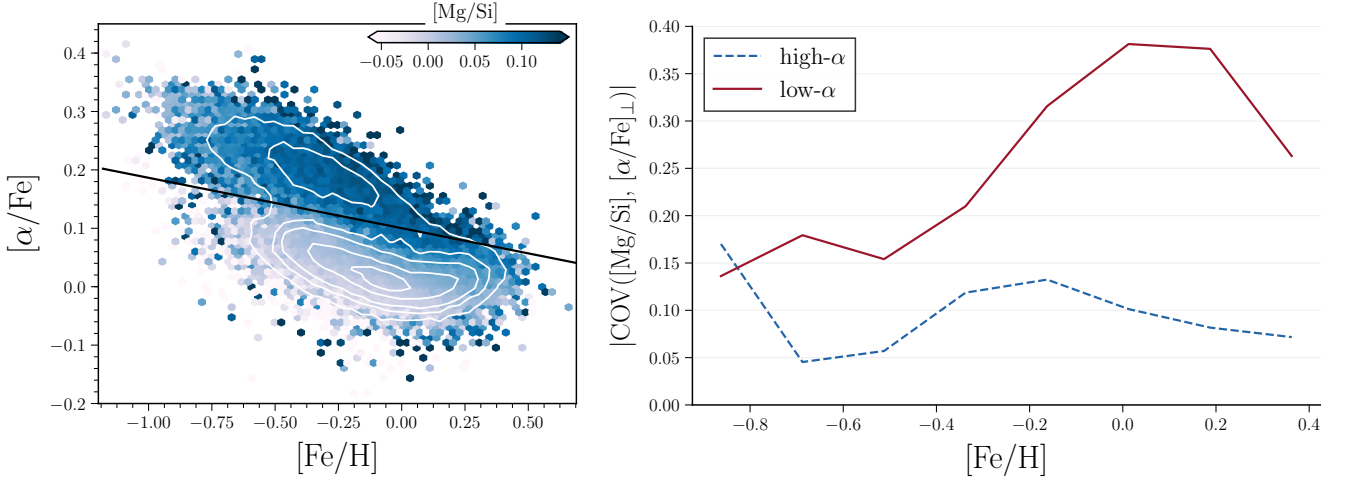 [Mg/Si]
−0.05 0.00 0.05 0.10
0.4
0.3
0.2
0.1
0.0
−0.1
−0.2
[α/Fe]
−1.00 −0.75 −0.50 −0.25 0.00 0.25 0.50
[Fe/H]
0.40
0.35
0.30
0.25
0.20
0.15
0.10
0.05
0.00
|COV([Mg/Si], [α/Fe]⊥)|
high-α
low-α
−0.8 −0.6 −0.4 −0.2 0.0 0.2 0.4
[Fe/H]